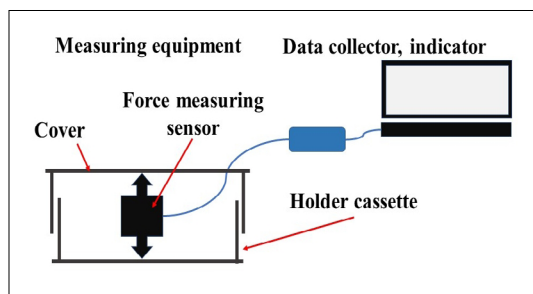 Measuring equipment
Data collector, indicator
Force measuring
sensor
Cover
Holder cassette